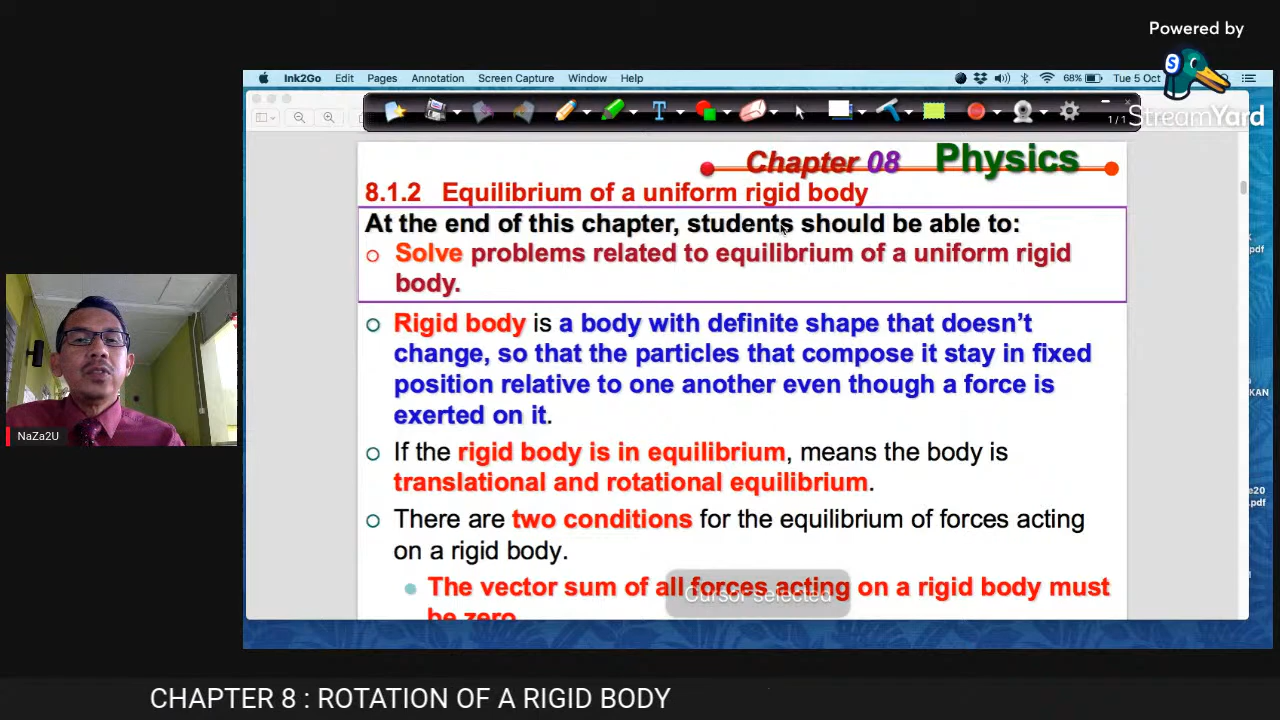 Powered by
StreamYard
Ink2Go Edit Pages Annotation Screen Capture Window Help
68% Tue 5 Oct
1/1
Chapter 08 Physics
8.1.2 Equilibrium of a uniform rigid body
At the end of this chapter, students should be able to:
Solve problems related to equilibrium of a uniform rigid
body.
Rigid body is a body with definite shape that doesn't
change, so that the particles that compose it stay in fixed
position relative to one another even though a force is
exerted on it.
If the rigid body is in equilibrium, means the body is
translational and rotational equilibrium.
There are two conditions for the equilibrium of forces acting
on a rigid body.
The vector sum of all forces acting on a rigid body must
be zero
Cursor selected
NaZa2U
KAN
.pdf
CHAPTER 8 : ROTATION OF A RIGID BODY